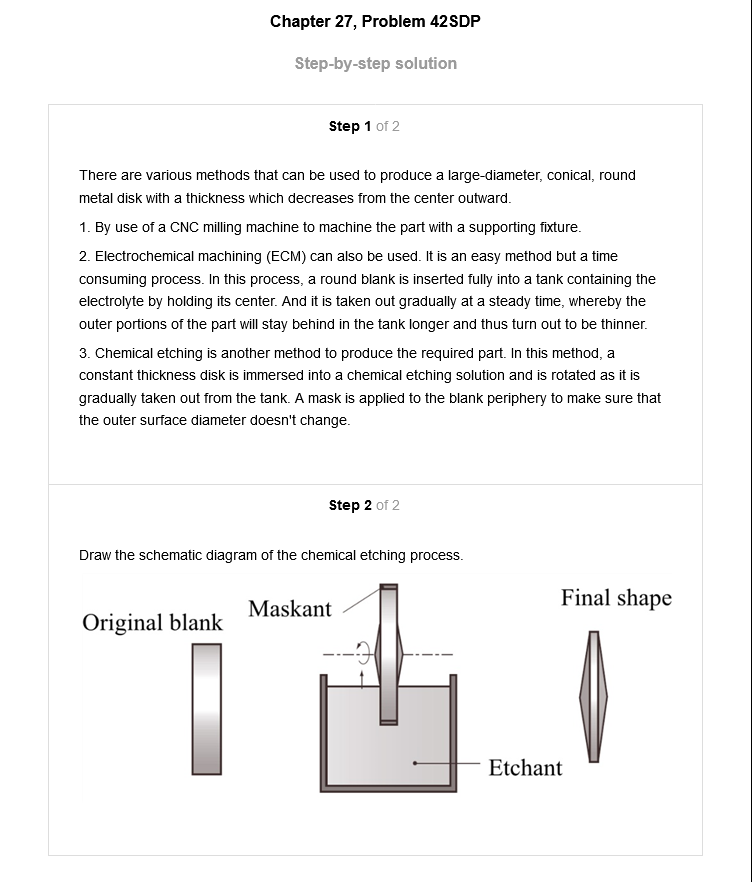 Chapter 27, Problem 42SDP
Step-by-step solution
Step 1 of 2
There are various methods that can be used to produce a large-diameter, conical, round
metal disk with a thickness which decreases from the center outward.
1. By use of a CNC milling machine to machine the part with a supporting fixture.
2. Electrochemical machining (ECM) can also be used. It is an easy method but a time
consuming process. In this process, a round blank is inserted fully into a tank containing the
electrolyte by holding its center. And it is taken out gradually at a steady time, whereby the
outer portions of the part will stay behind in the tank longer and thus turn out to be thinner.
3. Chemical etching is another method to produce the required part. In this method, a
constant thickness disk is immersed into a chemical etching solution and is rotated as it is
gradually taken out from the tank. A mask is applied to the blank periphery to make sure that
the outer surface diameter doesn't change.
Step 2 of 2
Draw the schematic diagram of the chemical etching process.
Original blank
Maskant
Final shape
Etchant